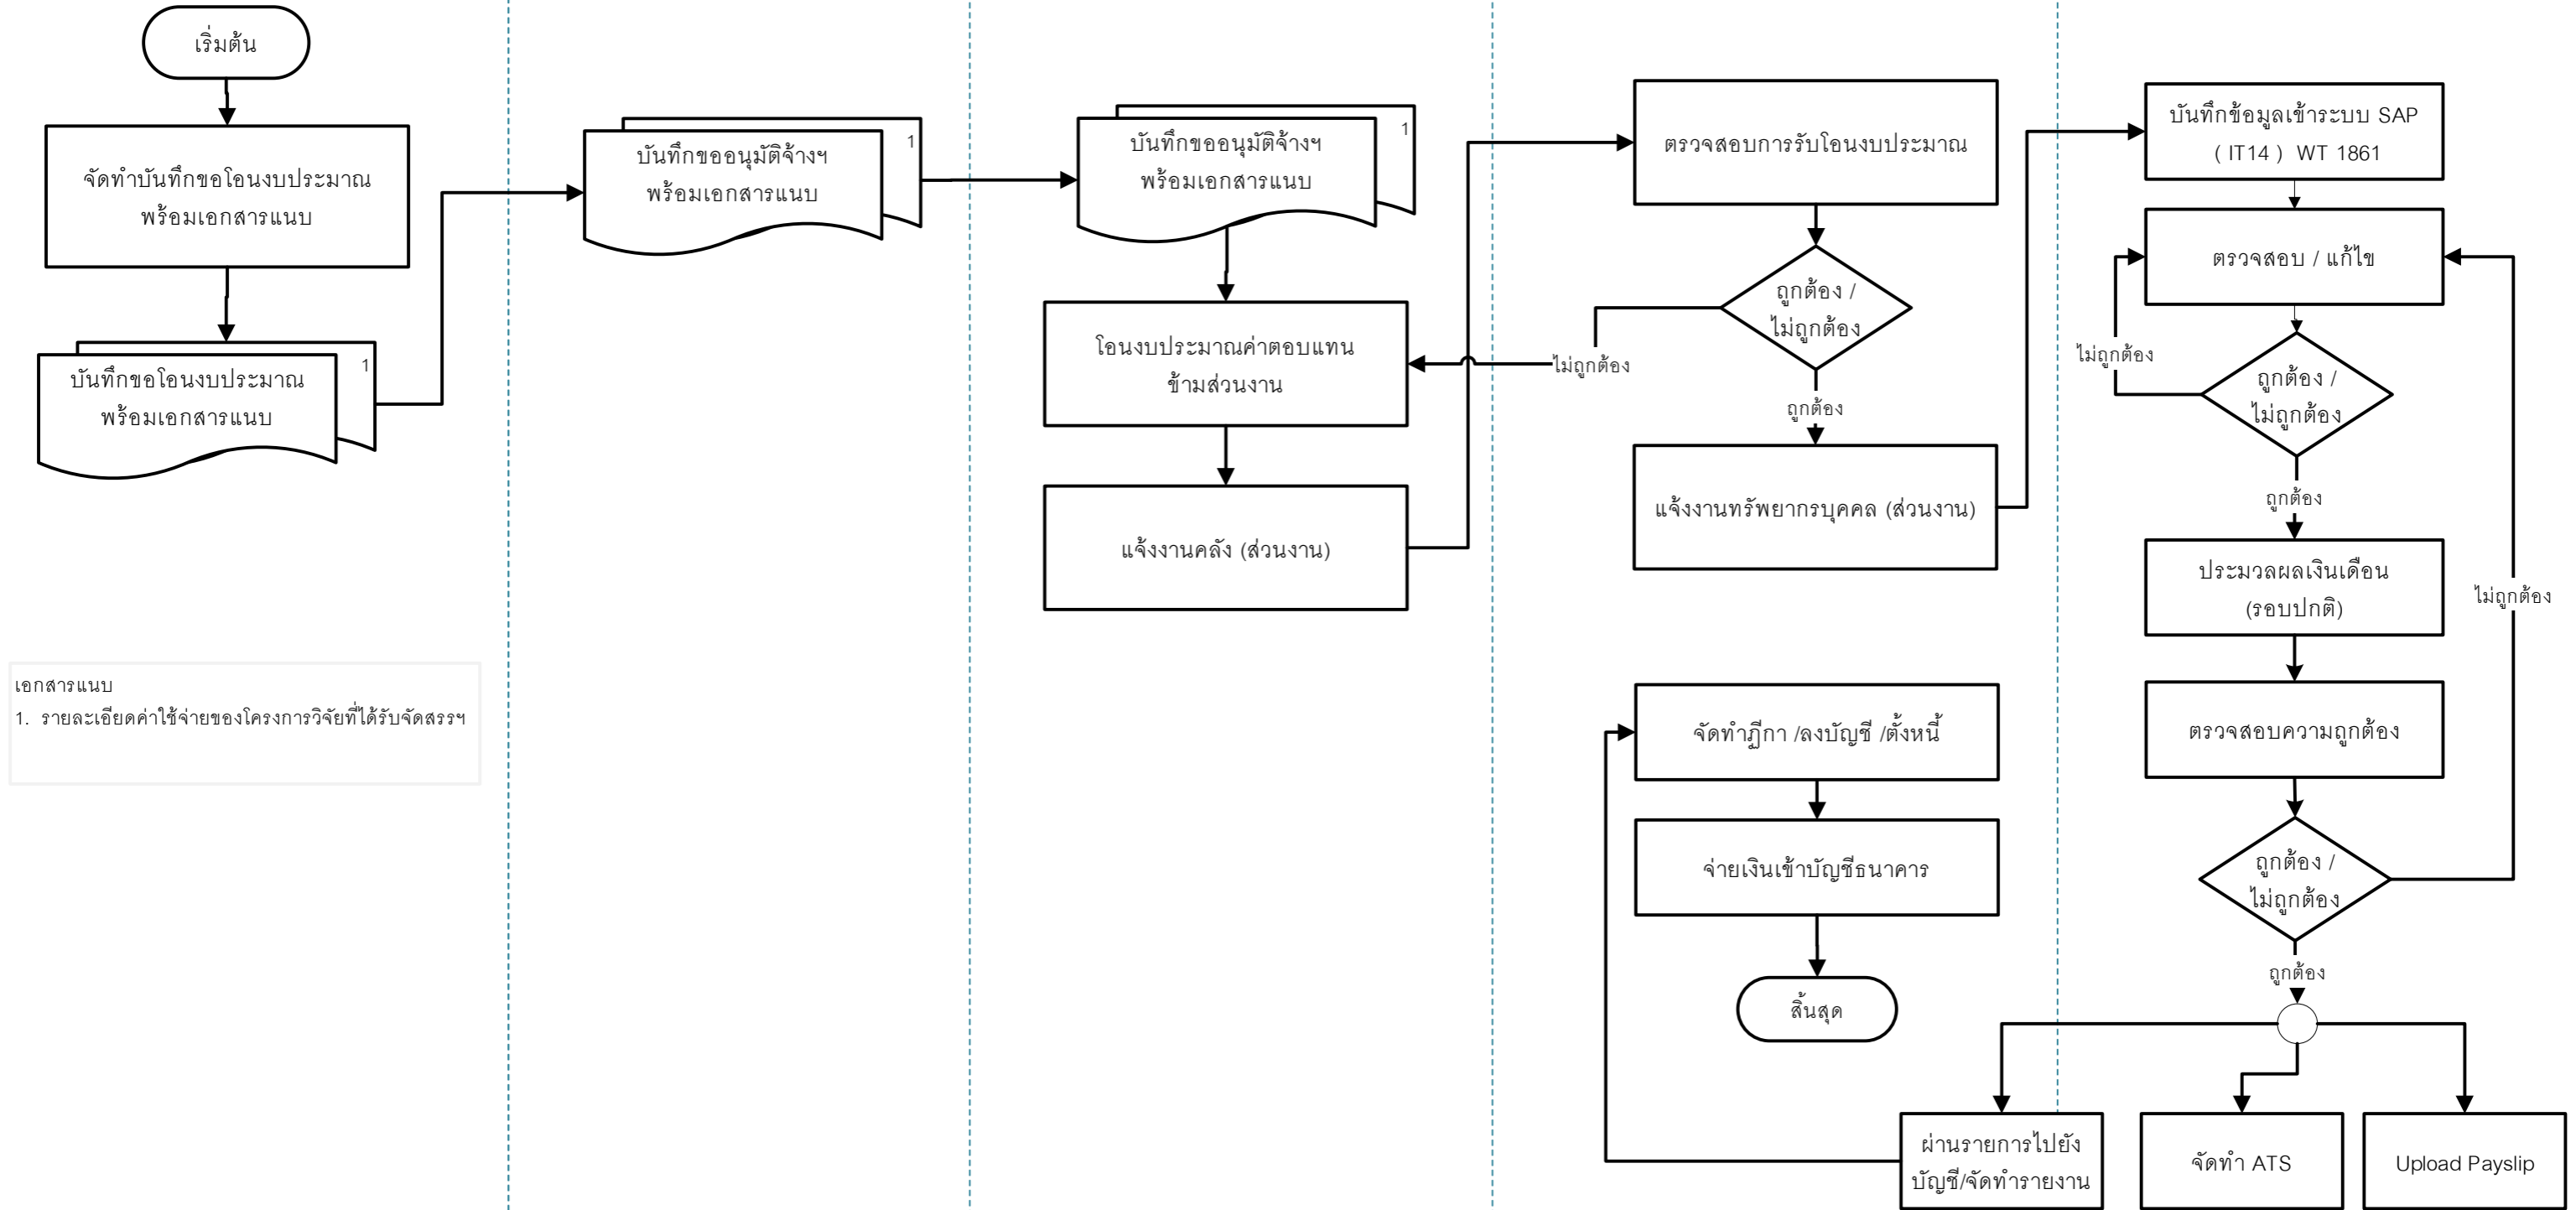 เริ่มต้น
จัดทำบันทึกขอโอนงบประมาณ
พร้อมเอกสารแนบ
1
บันทึกขอโอนงบประมาณ
พร้อมเอกสารแนบ
เอกสารแนบ
1. รายละเอียดค่าใช้จ่ายของโครงการวิจัยที่ได้รับจัดสรรฯ
1
บันทึกขออนุมัติจ้างฯ
พร้อมเอกสารแนบ
1
บันทึกขออนุมัติจ้างฯ
พร้อมเอกสารแนบ
โอนงบประมาณค่าตอบแทน
ข้ามส่วนงาน
แจ้งงานคลัง (ส่วนงาน)
ตรวจสอบการรับโอนงบประมาณ
ถูกต้อง /
ไม่ถูกต้อง
ไม่ถูกต้อง
ถูกต้อง
แจ้งงานทรัพยากรบุคคล (ส่วนงาน)
จัดทำฎีกา /ลงบัญชี /ตั้งหนี้
จ่ายเงินเข้าบัญชีธนาคาร
สิ้นสุด
บันทึกข้อมูลเข้าระบบ SAP
( IT14 ) WT 1861
ตรวจสอบ / แก้ไข
ไม่ถูกต้อง
ถูกต้อง /
ไม่ถูกต้อง
ถูกต้อง
ประมวลผลเงินเดือน
(รอบปกติ)
ไม่ถูกต้อง
ตรวจสอบความถูกต้อง
ถูกต้อง /
ไม่ถูกต้อง
ถูกต้อง
ผ่านรายการไปยัง
บัญชี/จัดทำรายงาน
จัดทำ ATS
Upload Payslip